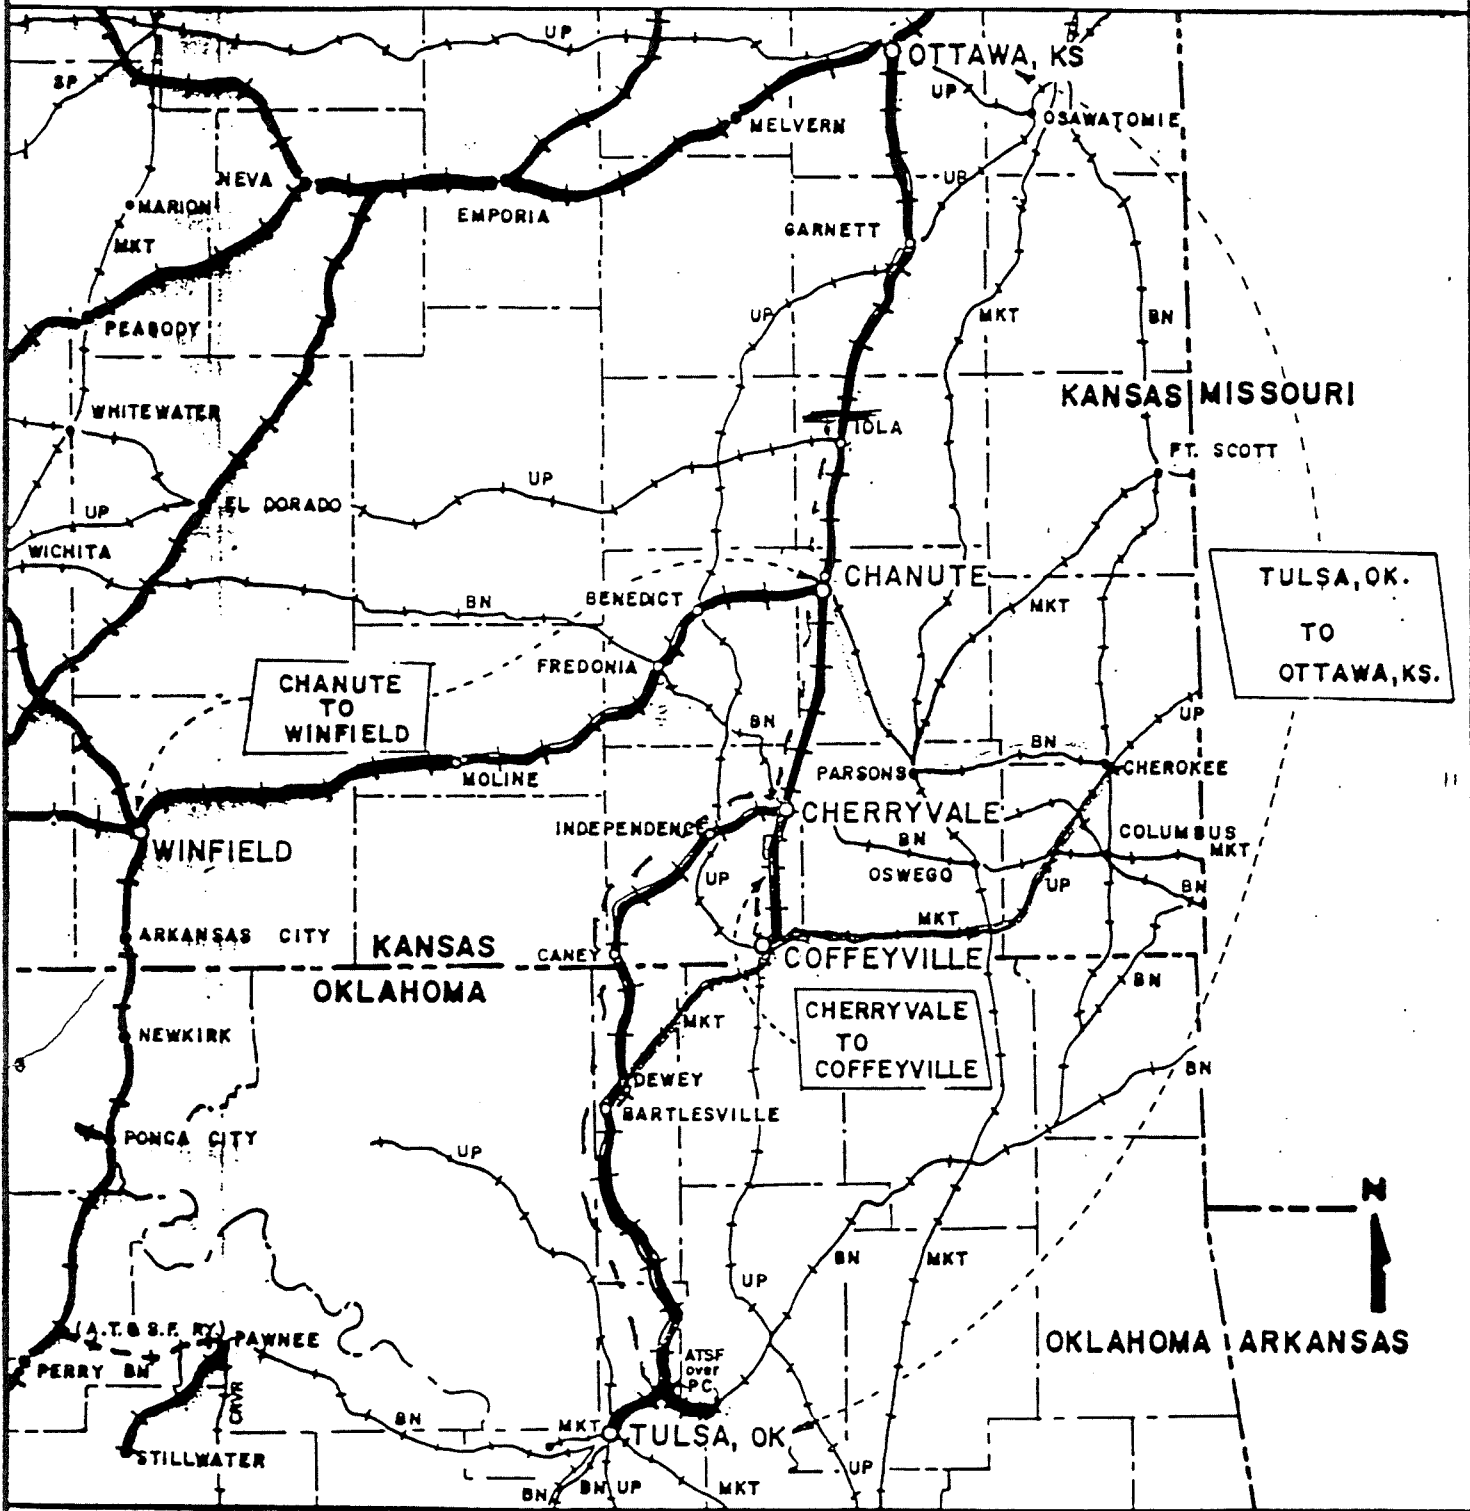 UP
OTTAWA, KS
SP
UP
MELVERN
OSAWATOMIE
NEVA
UP
MARION
EMPORIA
GARNETT
MKT
UP
MKT
BN
PEABODY
KANSAS
MISSOURI
WHITEWATER
IOLA
FT. SCOTT
UP
UP
EL DORADO
WICHITA
CHANUTE
TULSA, OK.
TO
OTTAWA, KS.
BENEDICT
BN
MKT
FREDONIA
CHANUTE
TO
WINFIELD
UP
BN
BN
MOLINE
PARSONS
CHEROKEE
CHERRYVALE
INDEPENDENCE
BN
COLUMBUS
MKT
WINFIELD
OSWEGO
UP
UP
BN
MKT
ARKANSAS CITY
KANSAS
CANEY
COFFEYVILLE
BN
OKLAHOMA
CHERRYVALE
TO
COFFEYVILLE
MKT
NEWKIRK
DEWEY
BN
BARTLESVILLE
PONCA CITY
UP
N
BN
MKT
UP
(A.T. & S.F. RY)
PAWNEE
OKLAHOMA
ARKANSAS
ATSF
over
PC
PERRY
BN
CRVR
BN
MKT
TULSA, OK
STILLWATER
UP
BN
BN
UP
MKT